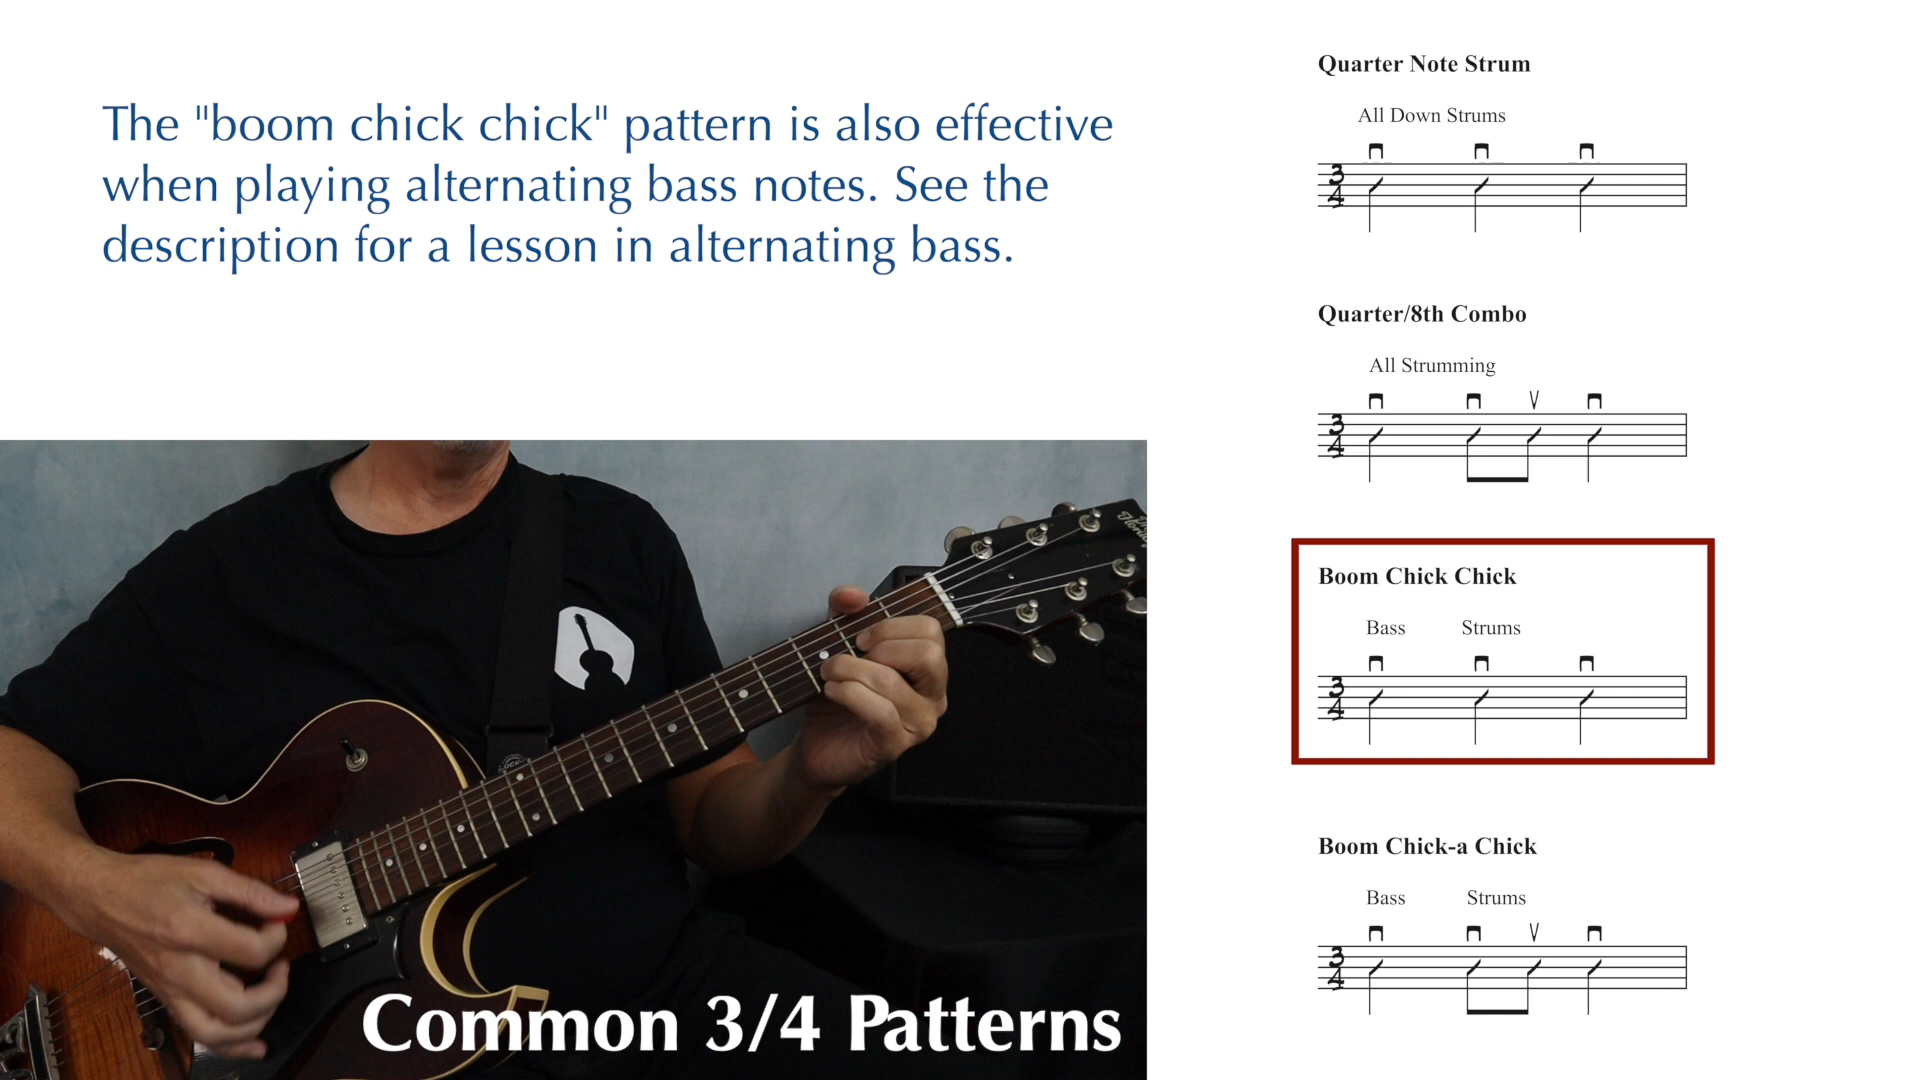 The "boom chick chick" pattern is also effective
when playing alternating bass notes. See the
description for a lesson in alternating bass.
Common 3/4 Patterns
Quarter Note Strum
All Down Strums
3
4
Quarter/8th Combo
All Strumming
3
4
Boom Chick Chick
Bass Strums
3
4
Boom Chick-a Chick
Bass Strums
3
4